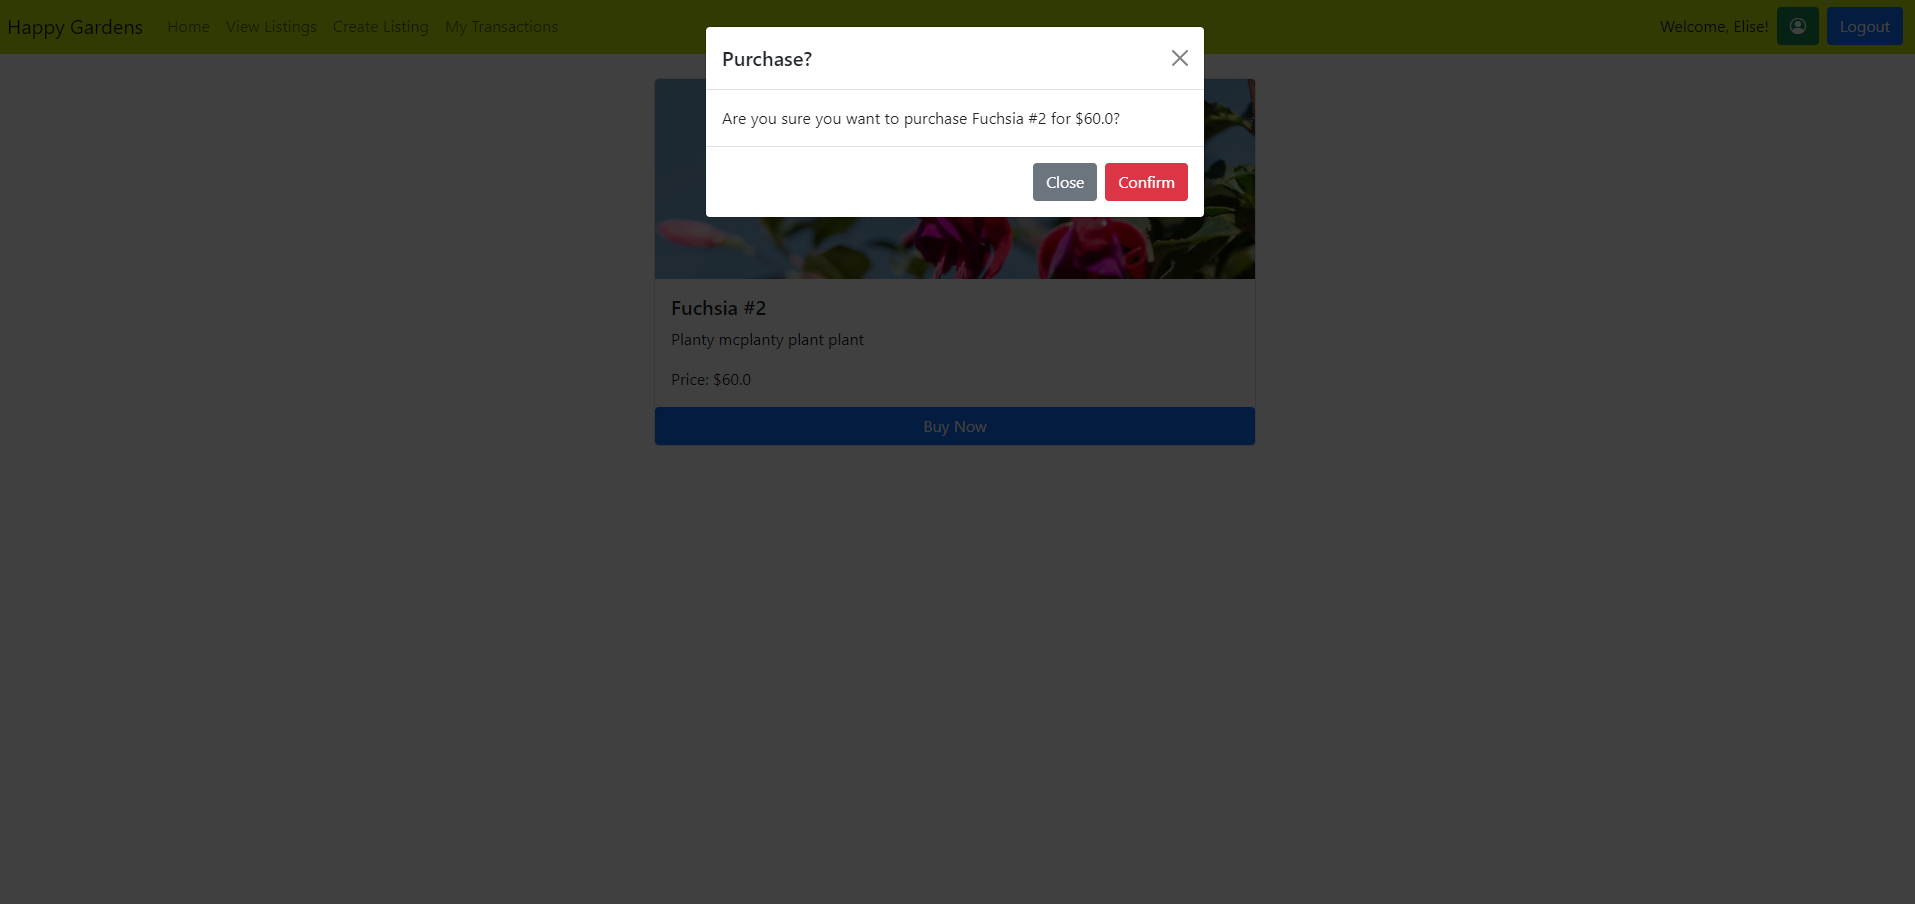 Happy Gardens Home View Listings Create Listing My Transactions Welcome, Elise! Logout
Purchase?
Are you sure you want to purchase Fuchsia #2 for $60.0?
Close Confirm
Fuchsia #2
Planty mcplanty plant plant
Price: $60.0
Buy Now